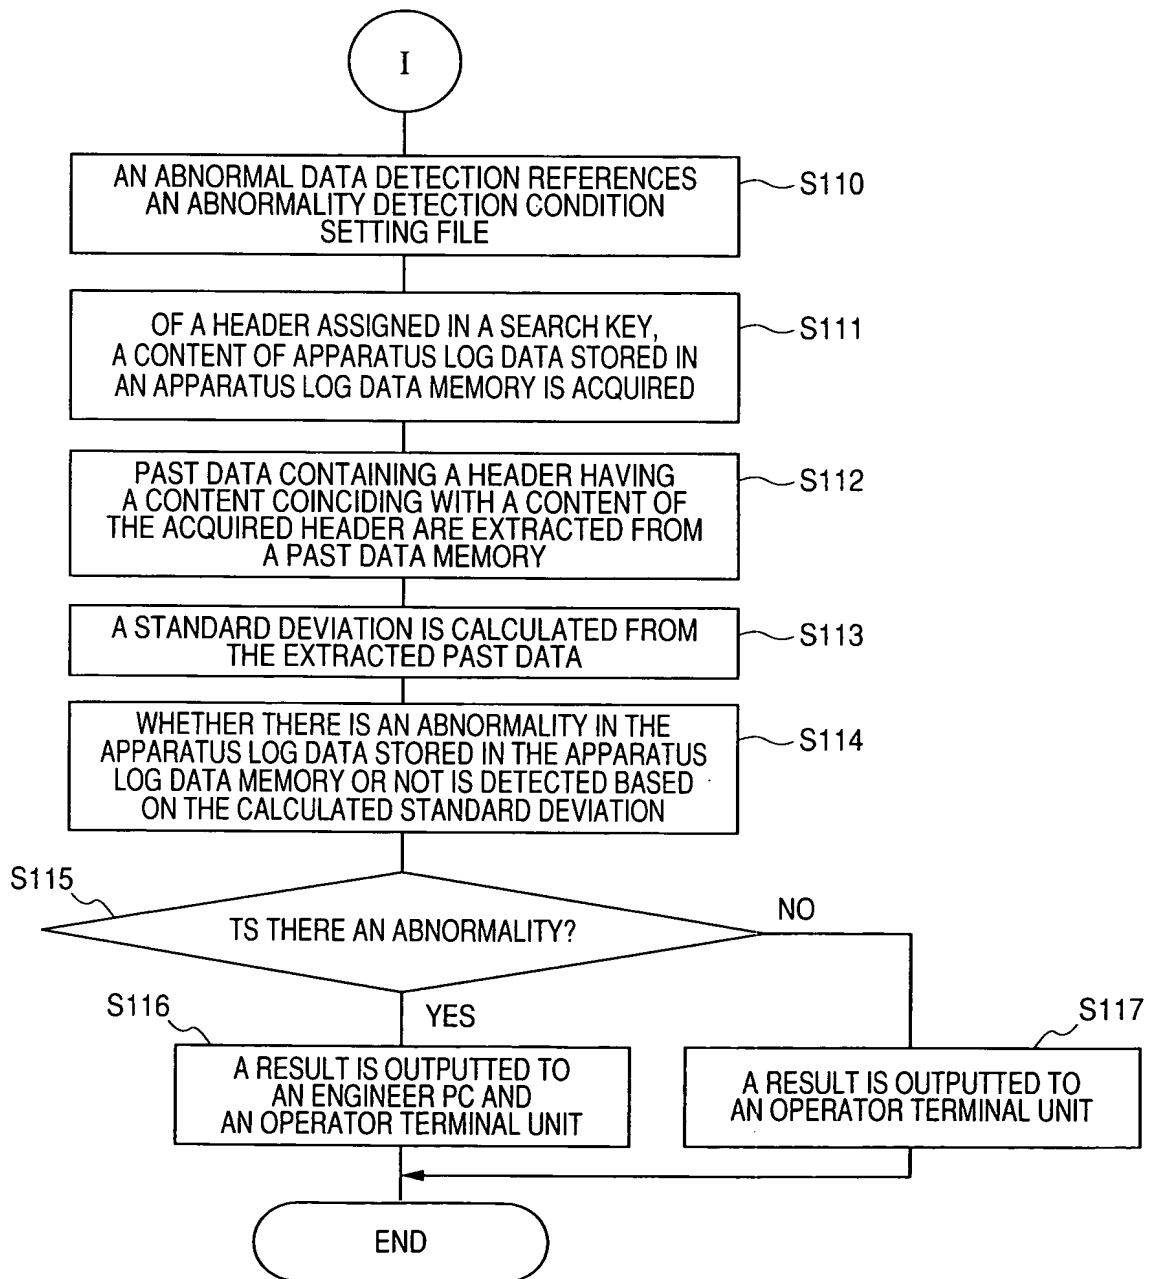 I
AN ABNORMAL DATA DETECTION REFERENCES
AN ABNORMALITY DETECTION CONDITION
SETTING FILE
S110
OF A HEADER ASSIGNED IN A SEARCH KEY,
A CONTENT OF APPARATUS LOG DATA STORED IN
AN APPARATUS LOG DATA MEMORY IS ACQUIRED
S111
PAST DATA CONTAINING A HEADER HAVING
A CONTENT COINCIDING WITH A CONTENT OF
THE ACQUIRED HEADER ARE EXTRACTED FROM
A PAST DATA MEMORY
S112
A STANDARD DEVIATION IS CALCULATED FROM
THE EXTRACTED PAST DATA
S113
WHETHER THERE IS AN ABNORMALITY IN THE
APPARATUS LOG DATA STORED IN THE APPARATUS
LOG DATA MEMORY OR NOT IS DETECTED BASED
ON THE CALCULATED STANDARD DEVIATION
S114
S115
TS THERE AN ABNORMALITY?
NO
YES
S116
A RESULT IS OUTPUTTED TO
AN ENGINEER PC AND
AN OPERATOR TERMINAL UNIT
S117
A RESULT IS OUTPUTTED TO
AN OPERATOR TERMINAL UNIT
END